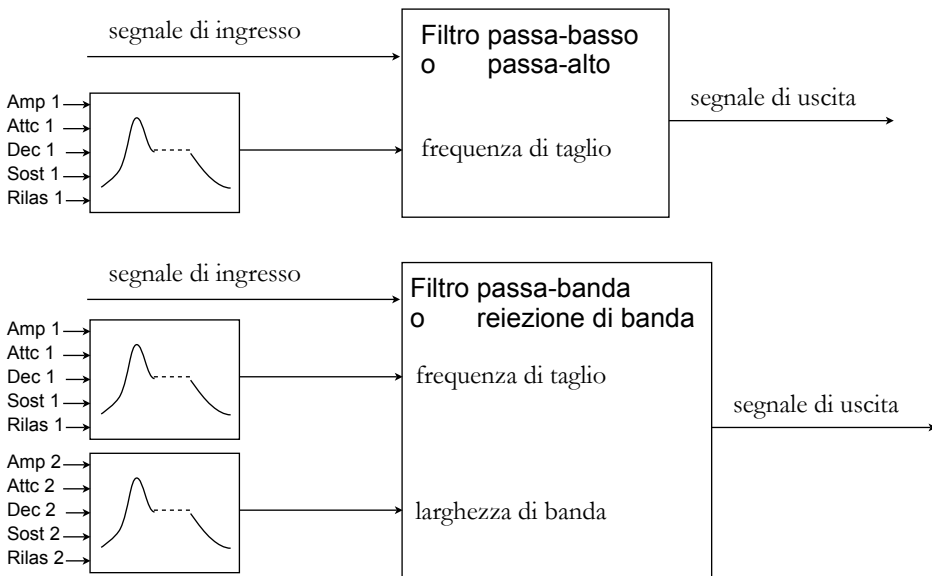 segnale di ingresso
Filtro passa-basso
o passa-alto
Amp 1
Attc 1
Dec 1
Sost 1
Rilas 1
frequenza di taglio
segnale di uscita
segnale di ingresso
Filtro passa-banda
o reiezione di banda
Amp 1
Attc 1
Dec 1
Sost 1
Rilas 1
frequenza di taglio
segnale di uscita
Amp 2
Attc 2
Dec 2
Sost 2
Rilas 2
larghezza di banda